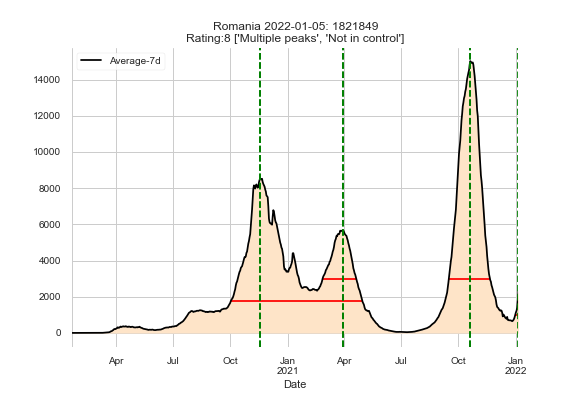 Romania 2022-01-05: 1821849
Rating:8 ['Multiple peaks', 'Not in control']
Average-7d
14000
12000
10000
8000
6000
4000
2000
0
Apr Jul Oct Jan Apr Jul Oct Jan
2021 2022
Date